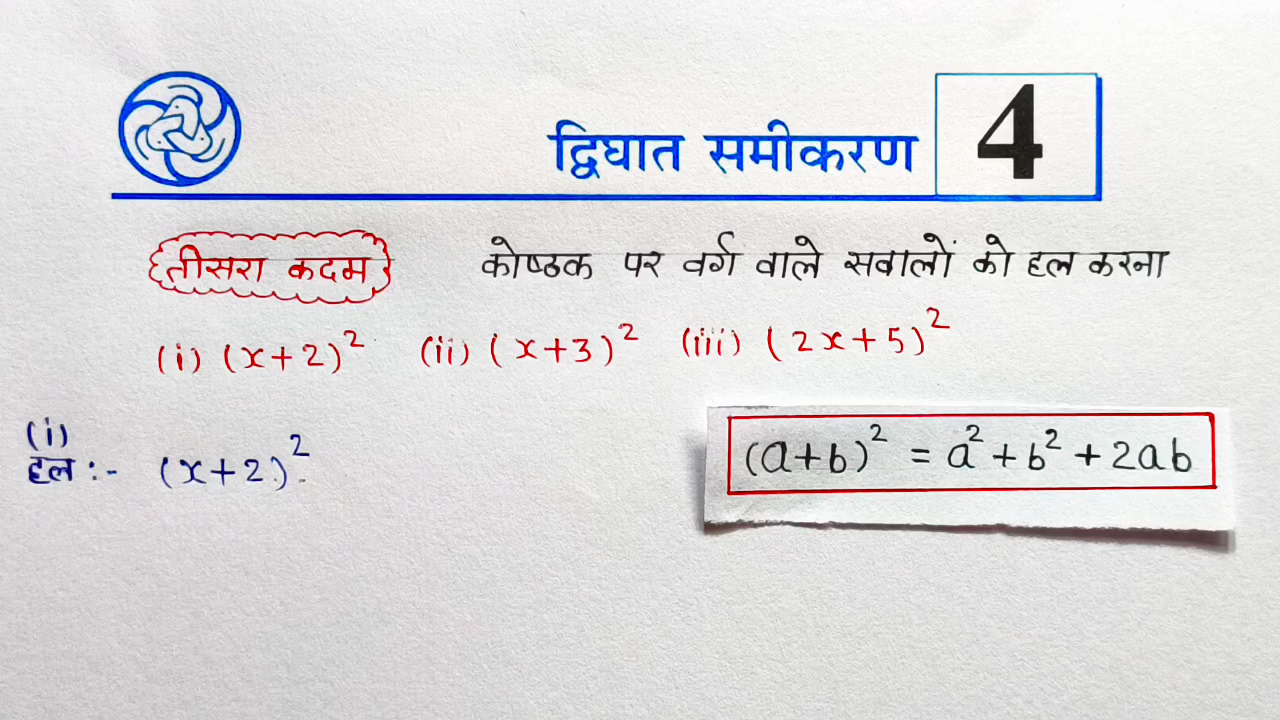 द्विघात समीकरण 4
तीसरा कदम कोष्ठक पर वर्ग वाले सवालों को हल करना
(i) (x+2)² (ii) (x+3)² (iii) (2x+5)²
(i)
हल :- (x+2)²
(a+b)² = a² + b² + 2ab